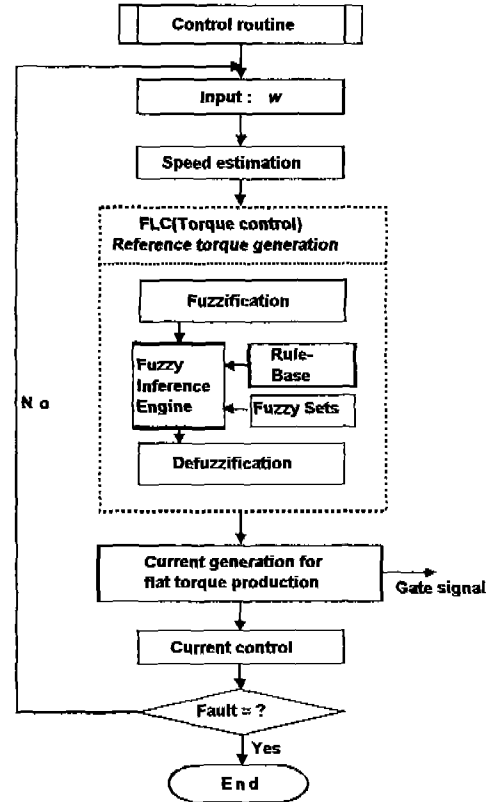 Control routine
Input : w
Speed estimation
FLC(Torque control)
Reference torque generation
Fuzzification
Fuzzy
Inference
Engine
Rule-
Base
Fuzzy Sets
Defuzzification
No
Current generation for
flat torque production
Gate signal
Current control
Fault = ?
Yes
End